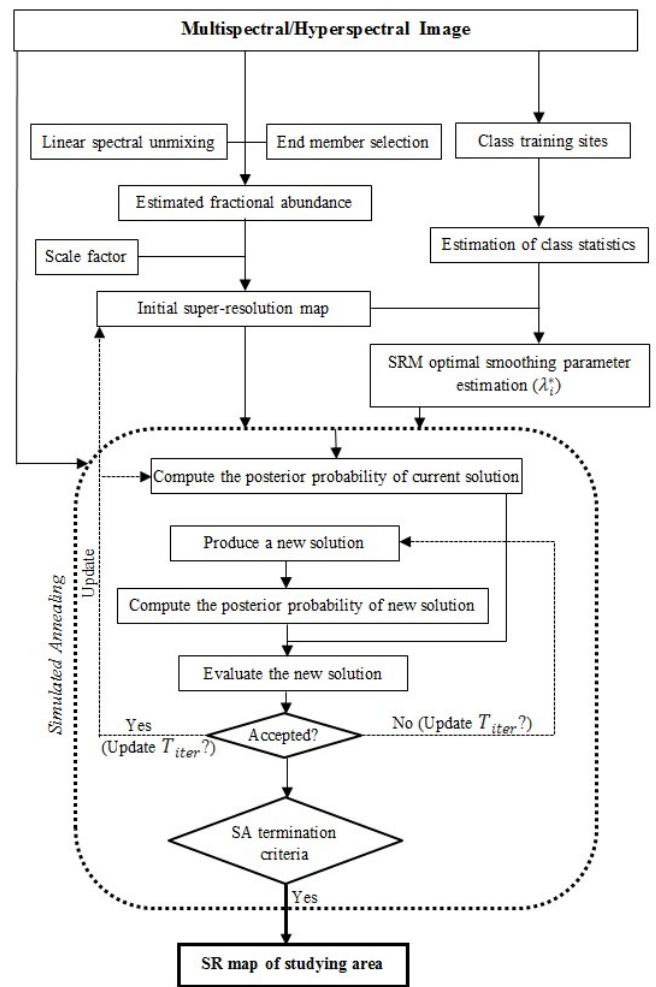 Multispectral/Hyperspectral Image
Linear spectral unmixing
End member selection
Class training sites
Estimated fractional abundance
Estimation of class statistics
Scale factor
Initial super-resolution map
SRM optimal smoothing parameter
estimation (λ*i)
Compute the posterior probability of current solution
Produce a new solution
Compute the posterior probability of new solution
Evaluate the new solution
Update
Simulated Annealing
Yes
(Update Titer?)
Accepted?
No (Update Titer?)
SA termination
criteria
Yes
SR map of studying area